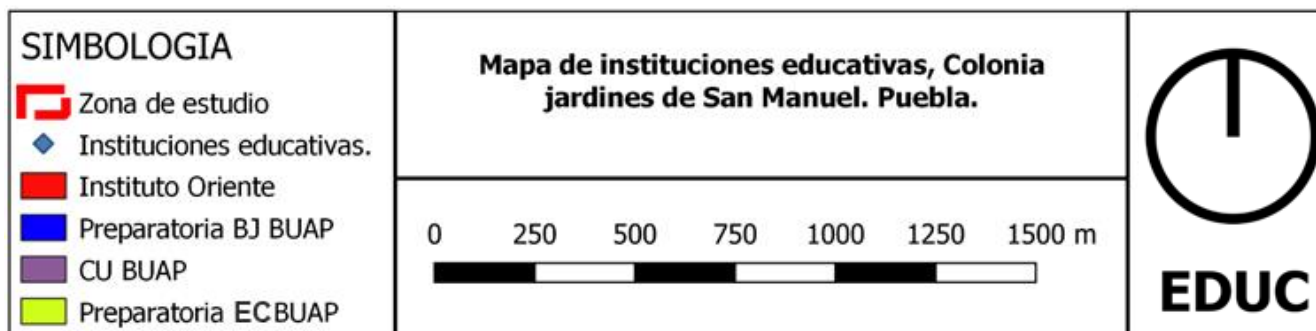 SIMBOLOGIA
Zona de estudio
Instituciones educativas.
Instituto Oriente
Preparatoria BJ BUAP
CU BUAP
Preparatoria ECBUAP
Mapa de instituciones educativas, Colonia
jardines de San Manuel. Puebla.
0 250 500 750 1000 1250 1500 m
EDUC